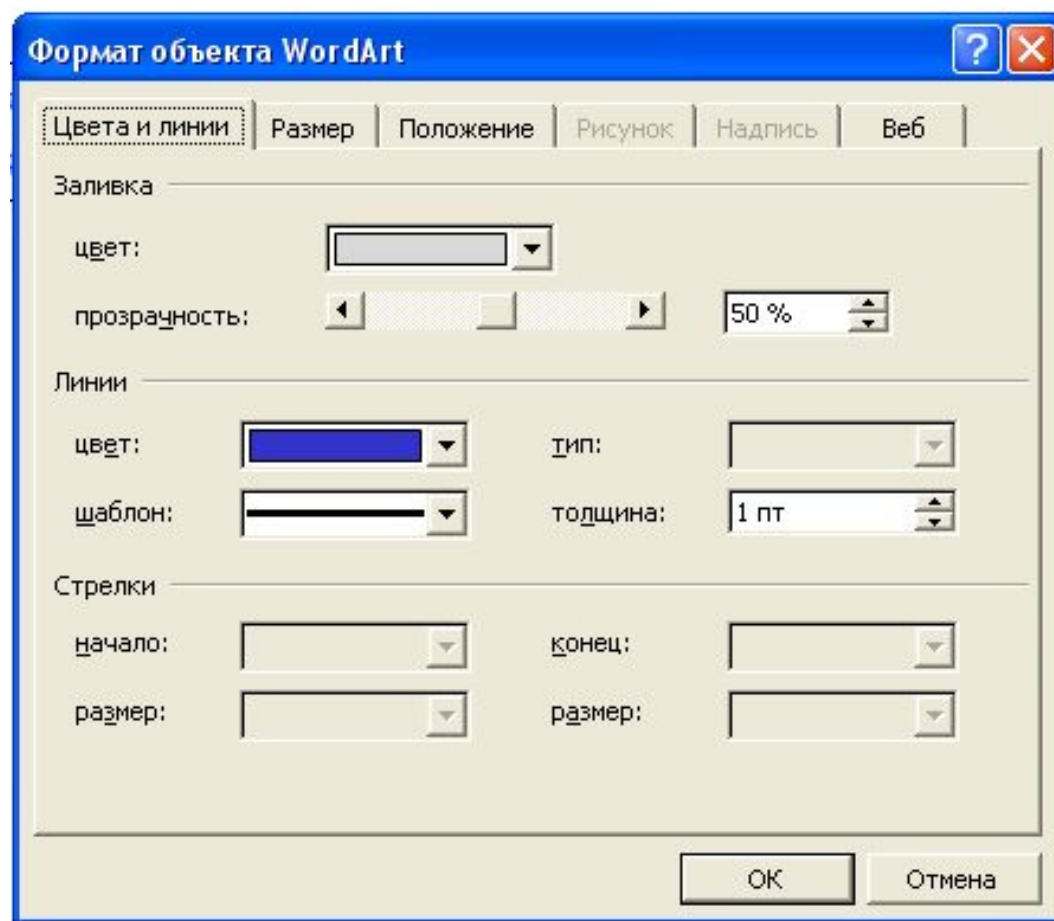 Формат объекта WordArt
Цвета и линии Размер Положение Рисунок Надпись Веб
Заливка
цвет:
прозрачность: 50 %
Линии
цвет: тип:
шаблон: толщина: 1 пт
Стрелки
начало: конец:
размер: размер:
ОК Отмена